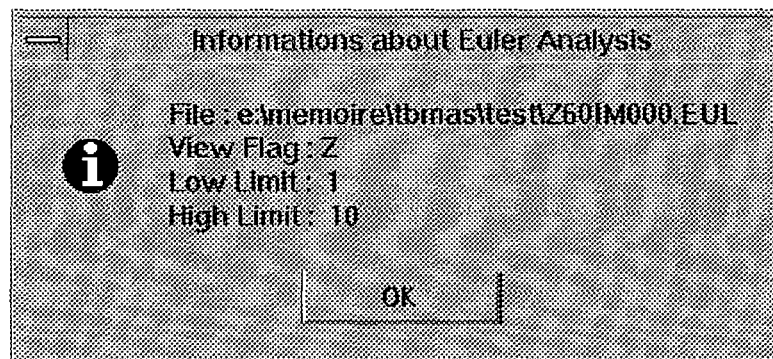 Informations about Euler Analysis
File : e:\memoire\tbmas\test\Z60IM000.EUL
View Flag : Z
Low Limit : 1
High Limit : 10
OK